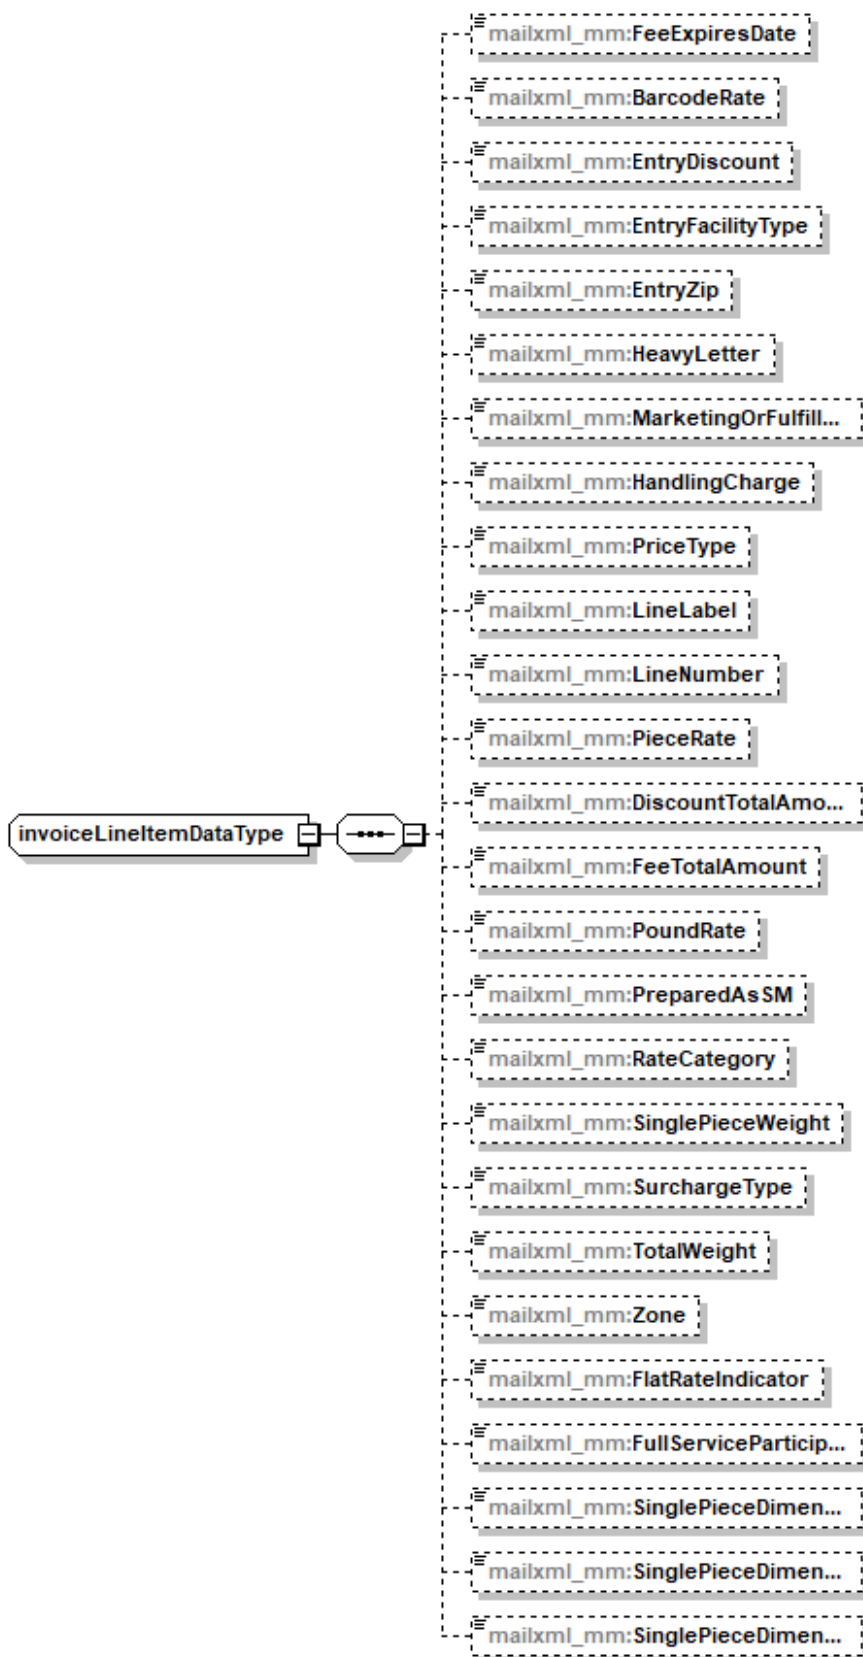 mailxml_mm:FeeExpiresDate
mailxml_mm:BarcodeRate
mailxml_mm:EntryDiscount
mailxml_mm:EntryFacilityType
mailxml_mm:EntryZip
mailxml_mm:HeavyLetter
mailxml_mm:MarketingOrFulfill...
mailxml_mm:HandlingCharge
mailxml_mm:PriceType
mailxml_mm:LineLabel
mailxml_mm:LineNumber
mailxml_mm:PieceRate
mailxml_mm:DiscountTotalAmo...
invoiceLineItemDataType
mailxml_mm:FeeTotalAmount
mailxml_mm:PoundRate
mailxml_mm:PreparedAsSM
mailxml_mm:RateCategory
mailxml_mm:SinglePieceWeight
mailxml_mm:SurchargeType
mailxml_mm:TotalWeight
mailxml_mm:Zone
mailxml_mm:FlatRateIndicator
mailxml_mm:FullServiceParticip...
mailxml_mm:SinglePieceDimen...
mailxml_mm:SinglePieceDimen...
mailxml_mm:SinglePieceDimen...